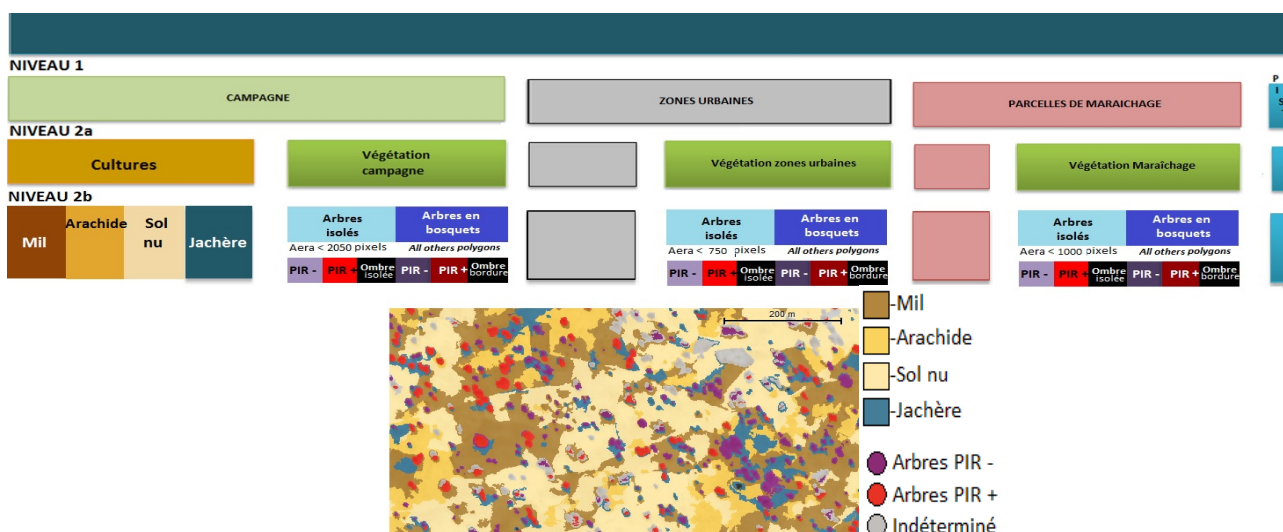 NIVEAU 1
CAMPAGNE
ZONES URBAINES
PARCELLES DE MARAICHAGE
P
I
S
NIVEAU 2a
Cultures
Végétation
campagne
Végétation zones urbaines
Végétation Maraîchage
NIVEAU 2b
Mil
Arachide
Sol
nu
Jachère
Arbres
isolés
Arbres en
bosquets
Aera < 2050 pixels
All others polygons
PIR -
PIR +
Ombre
isolée
PIR -
PIR +
Ombre
bordure
Arbres
isolés
Arbres en
bosquets
Aera < 750 pixels
All others polygons
PIR -
PIR +
Ombre
isolée
PIR -
PIR +
Ombre
bordure
Arbres
isolés
Arbres en
bosquets
Aera < 1000 pixels
All others polygons
PIR -
PIR +
Ombre
isolée
PIR -
PIR +
Ombre
bordure
200 m
-Mil
-Arachide
-Sol nu
-Jachère
Arbres PIR -
Arbres PIR +
Indéterminé